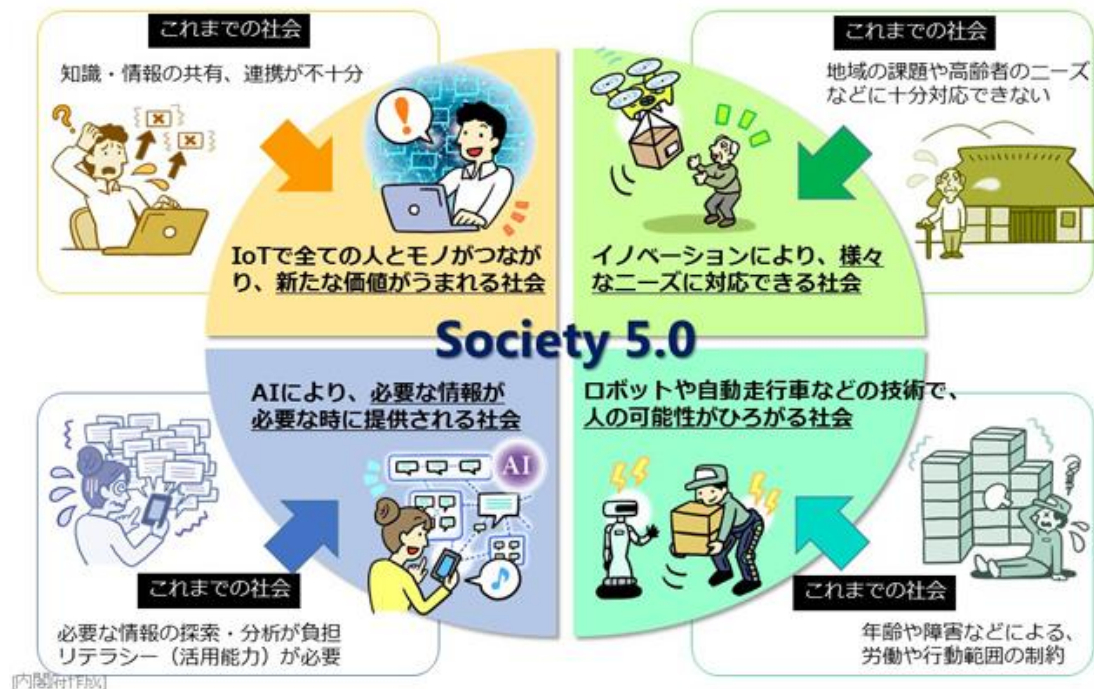 これまでの社会
知識・情報の共有、連携が不十分
IoTで全ての人とモノがつなが
り、新たな価値がうまれる社会
これまでの社会
地域の課題や高齢者のニーズ
などに十分対応できない
イノベーションにより、様々
なニーズに対応できる社会
Society 5.0
AIにより、必要な情報が
必要な時に提供される社会
AI
これまでの社会
必要な情報の探索・分析が負担
リテラシー（活用能力）が必要
ロボットや自動走行車などの技術で、
人の可能性がひろがる社会
これまでの社会
年齢や障害などによる、
労働や行動範囲の制約
[内閣府作成]